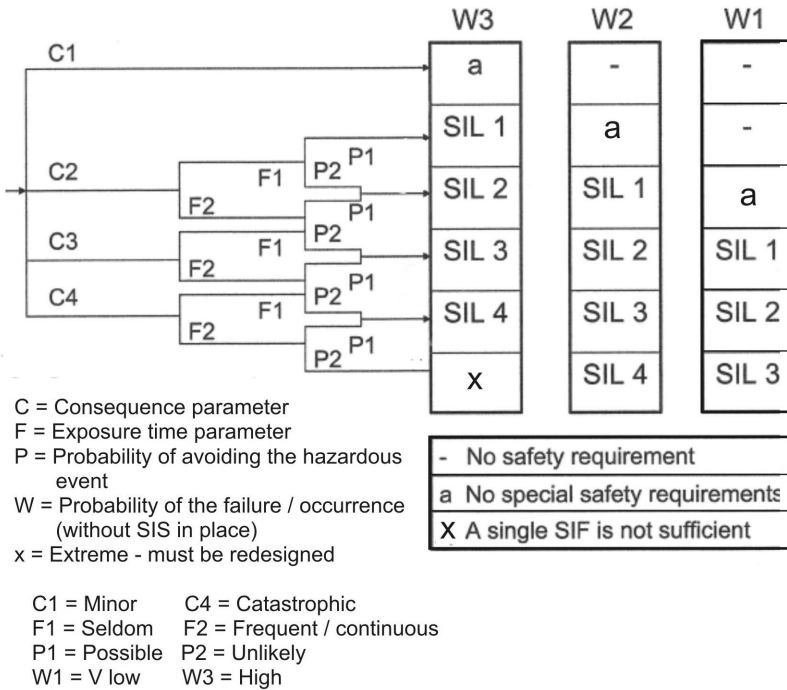 W3 W2 W1
C1 a - -
P1 SIL 1 a -
C2 F1 P2
F2 P1 SIL 2 SIL 1 a
C3 F1 P2 SIL 3 SIL 2 SIL 1
F2 P1
C4 F1 P2 SIL 4 SIL 3 SIL 2
F2 P1
P2 x SIL 4 SIL 3
C = Consequence parameter
F = Exposure time parameter
P = Probability of avoiding the hazardous
event
W = Probability of the failure / occurrence
(without SIS in place)
x = Extreme - must be redesigned
- No safety requirement
a No special safety requirements
X A single SIF is not sufficient
C1 = Minor C4 = Catastrophic
F1 = Seldom F2 = Frequent / continuous
P1 = Possible P2 = Unlikely
W1 = V low W3 = High